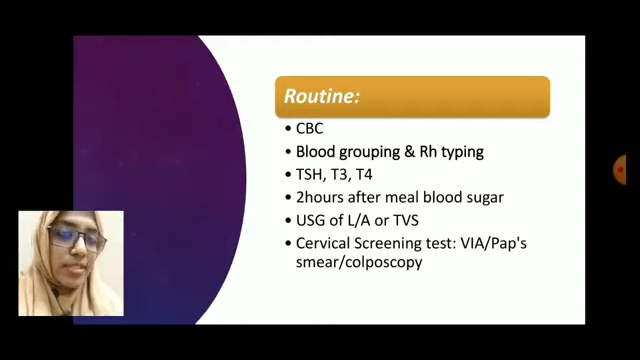 Routine:
• CBC
• Blood grouping & Rh typing
• TSH, T3, T4
• 2hours after meal blood sugar
• USG of L/A or TVS
• Cervical Screening test: VIA/Pap's
smear/colposcopy